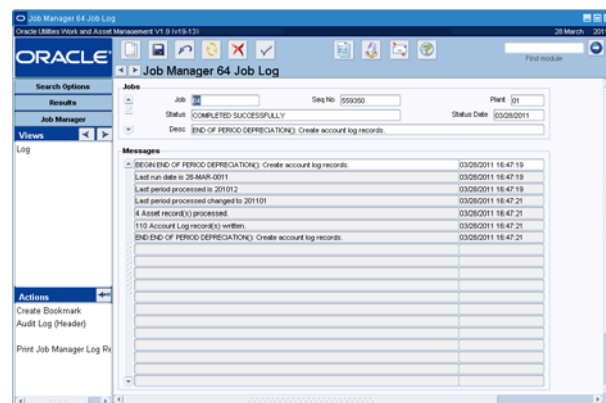 Job Manager 64 Job Log
Oracle Utilities Work and Asset Management V1.9 (v19-13)
28 March 201
ORACLE
Find module
Job Manager 64 Job Log
Search Options
Results
Job Manager
Views
Log
Jobs
Job 64 Seq No 559350 Plant 01
Status COMPLETED SUCCESSFULLY Status Date 03/28/2011
Desc END OF PERIOD DEPRECIATION(): Create account log records.
Messages
BEGIN:END OF PERIOD DEPRECIATION(): Create account log records. 03/28/2011 16:47:19
Last run date is 28-MAR-0011 03/28/2011 16:47:19
Last period processed is 201012 03/28/2011 16:47:19
Last period processed changed to 201101 03/28/2011 16:47:21
4 Asset record(s) processed. 03/28/2011 16:47:21
110 Account Log record(s) written. 03/28/2011 16:47:21
END:END OF PERIOD DEPRECIATION(): Create account log records. 03/28/2011 16:47:21
Actions
Create Bookmark
Audit Log (Header)
Print Job Manager Log Re